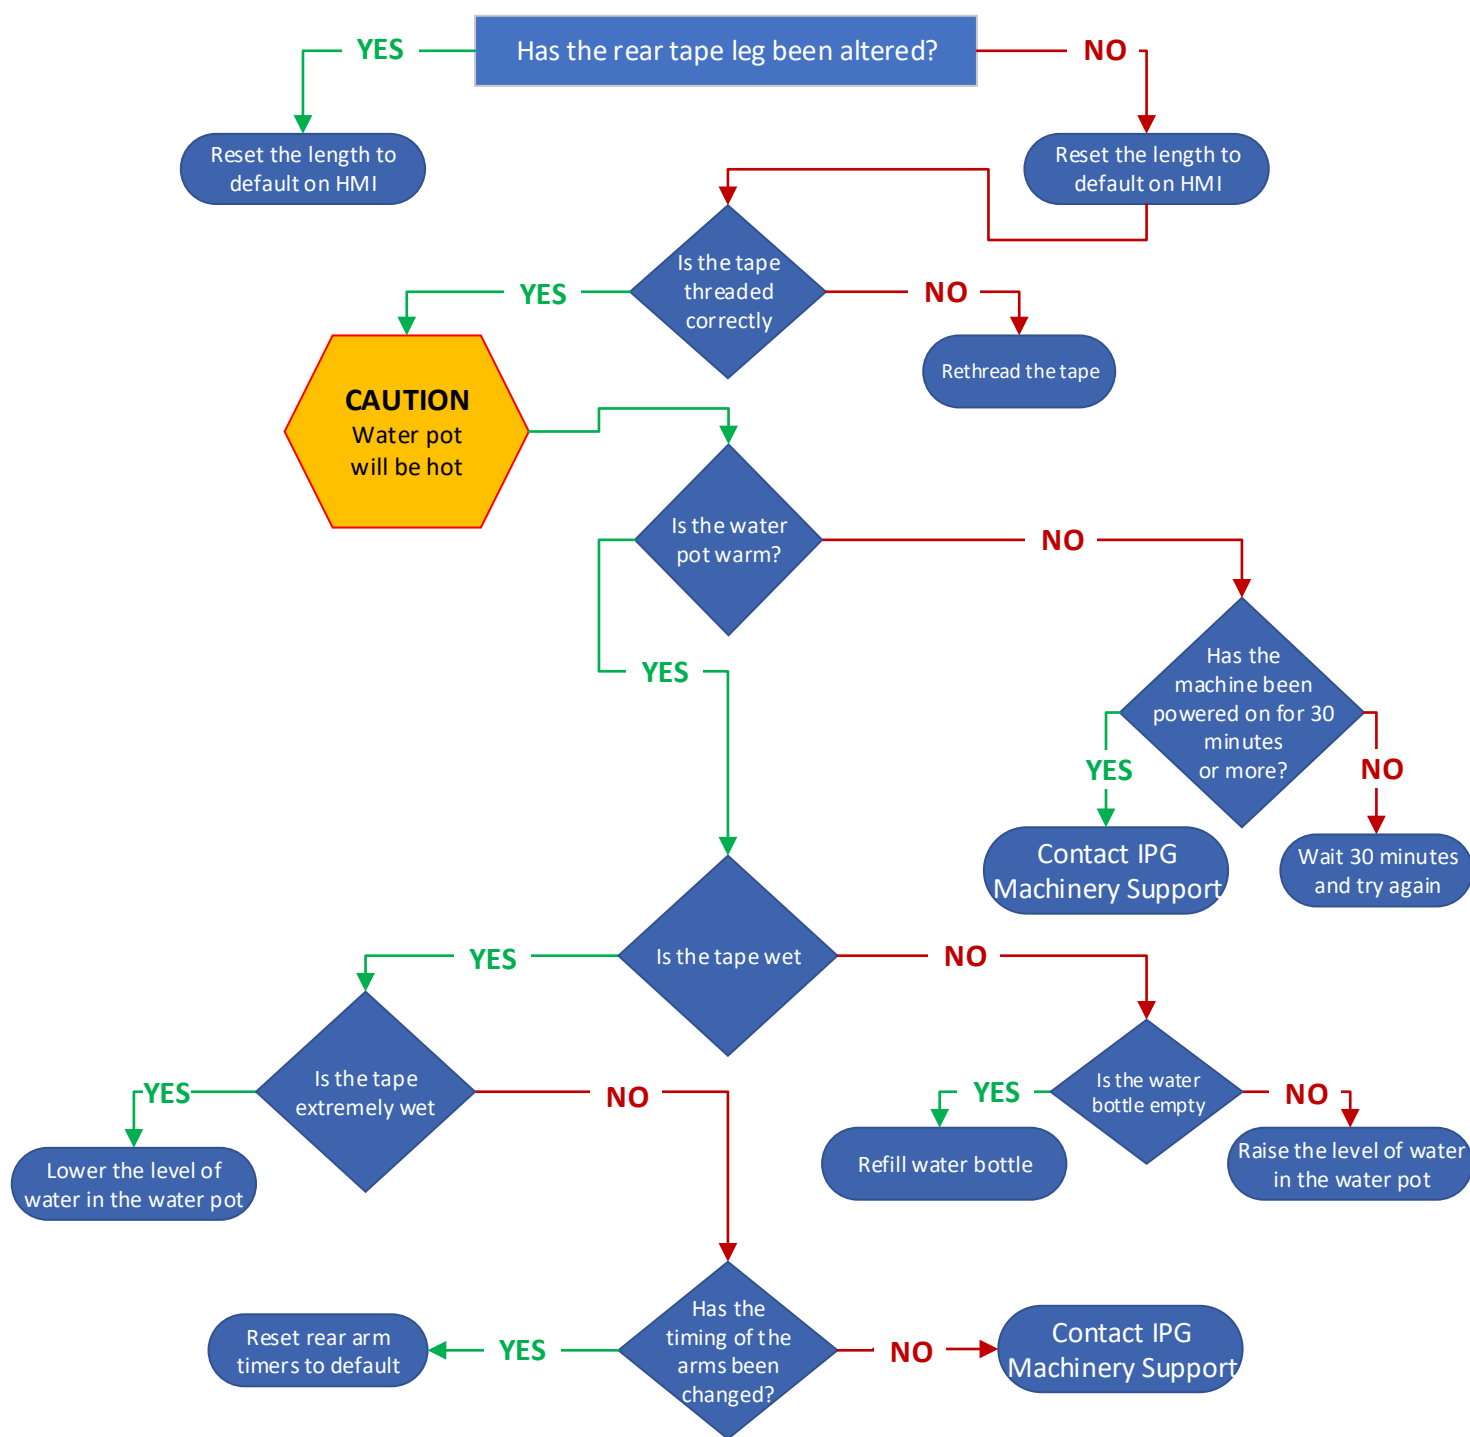 Has the rear tape leg been altered?
YES
NO
Reset the length to
default on HMI
Reset the length to
default on HMI
Is the tape
threaded
correctly
YES
NO
Rethread the tape
CAUTION
Water pot
will be hot
Is the water
pot warm?
NO
YES
Has the
machine been
powered on for 30
minutes
or more?
YES
NO
Contact IPG
Machinery Support
Wait 30 minutes
and try again
Is the tape wet
YES
NO
Is the tape
extremely wet
YES
NO
Is the water
bottle empty
YES
NO
Lower the level of
water in the water pot
Refill water bottle
Raise the level of water
in the water pot
Has the
timing of the
arms been
changed?
YES
NO
Reset rear arm
timers to default
Contact IPG
Machinery Support